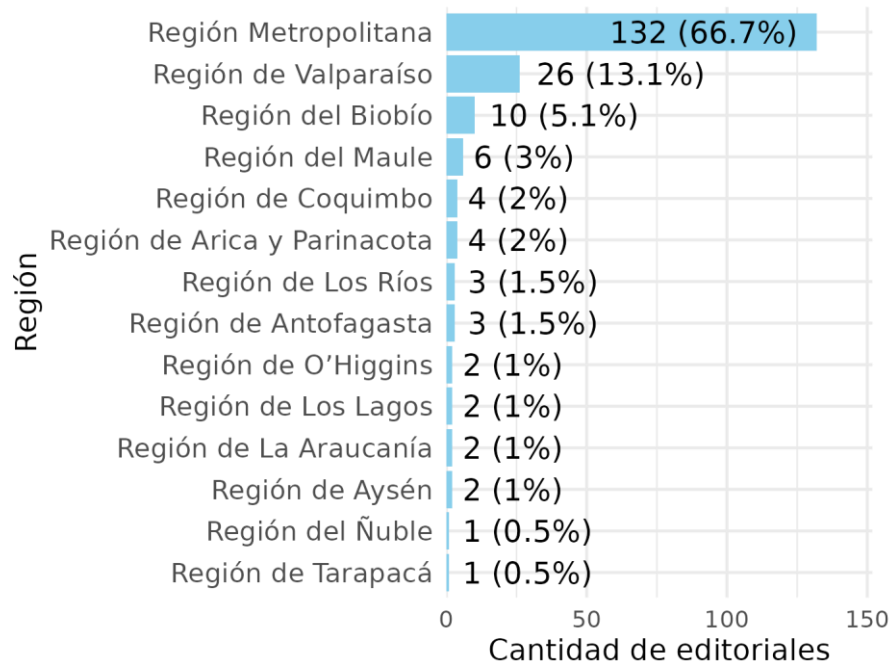 Región Metropolitana 132 (66.7%)
Región de Valparaíso 26 (13.1%)
Región del Biobío 10 (5.1%)
Región del Maule 6 (3%)
Región de Coquimbo 4 (2%)
Región de Arica y Parinacota 4 (2%)
Región de Los Ríos 3 (1.5%)
Región de Antofagasta 3 (1.5%)
Región de O’Higgins 2 (1%)
Región de Los Lagos 2 (1%)
Región de La Araucanía 2 (1%)
Región de Aysén 2 (1%)
Región del Ñuble 1 (0.5%)
Región de Tarapacá 1 (0.5%)
Región
0 50 100 150
Cantidad de editoriales